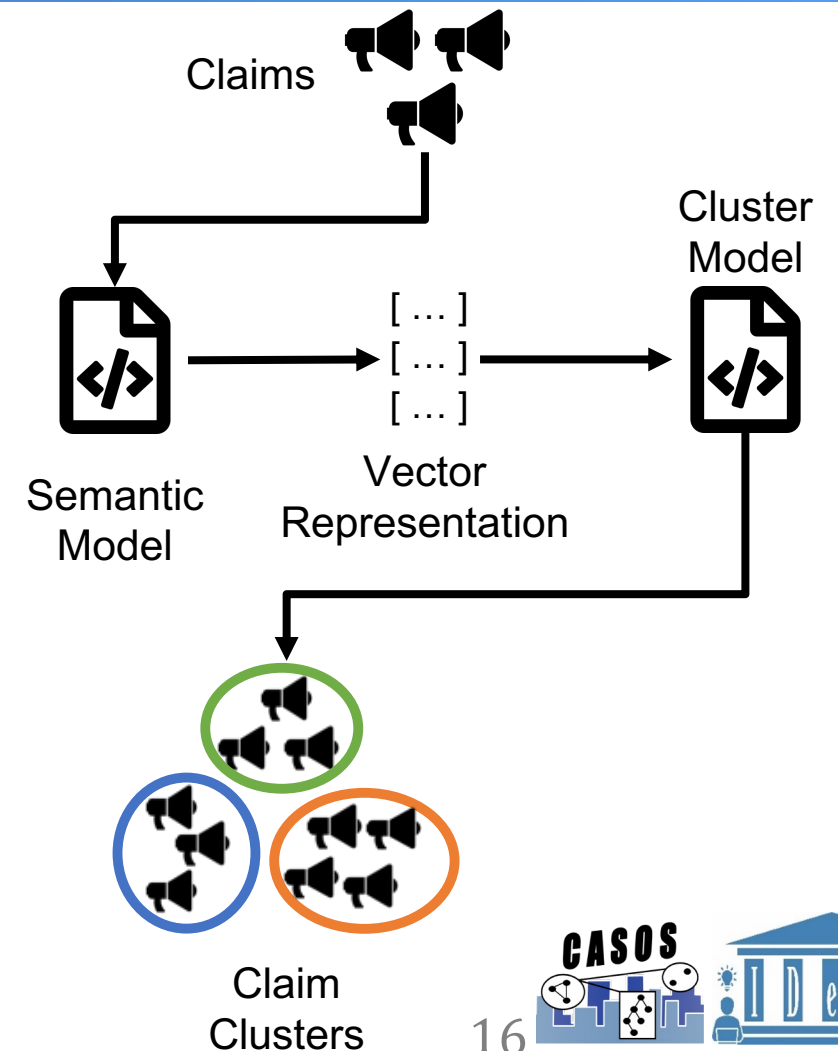 Claims
Cluster
Model
[ … ]
[ … ]
[ … ]
</>
</>
Semantic
Model
Vector
Representation
Claim
Clusters
16
CASOS
I D e